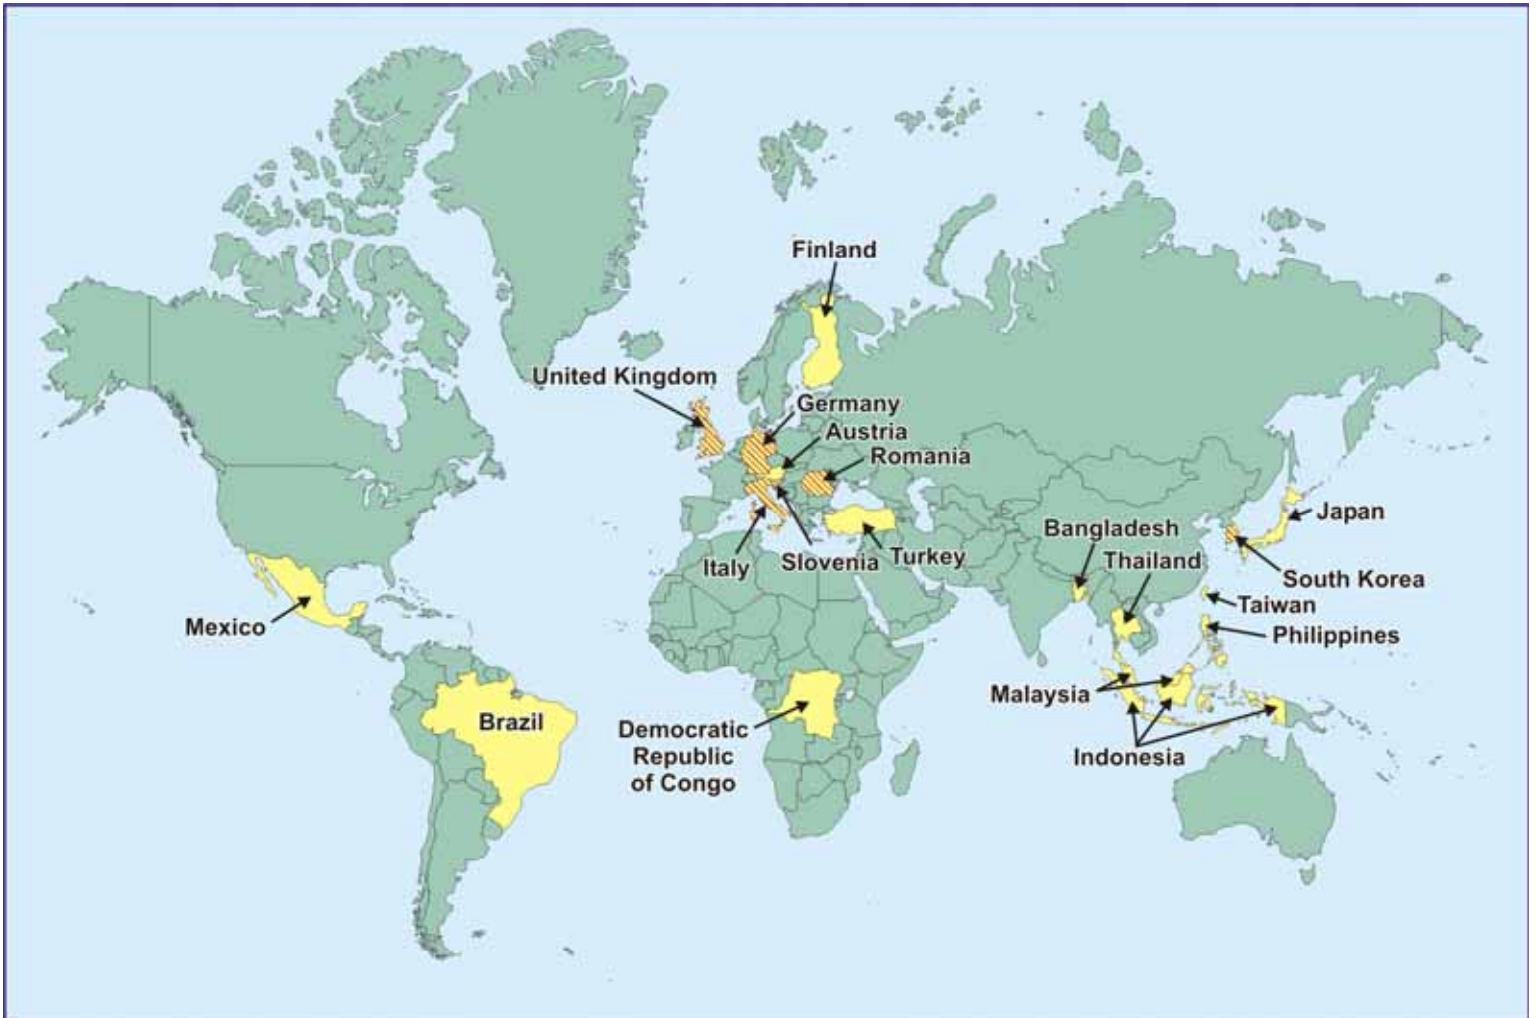 Finland
United Kingdom
Germany
Austria
Romania
Japan
Bangladesh
Italy
Slovenia
Turkey
Thailand
South Korea
Taiwan
Mexico
Philippines
Malaysia
Brazil
Democratic
Republic
of Congo
Indonesia